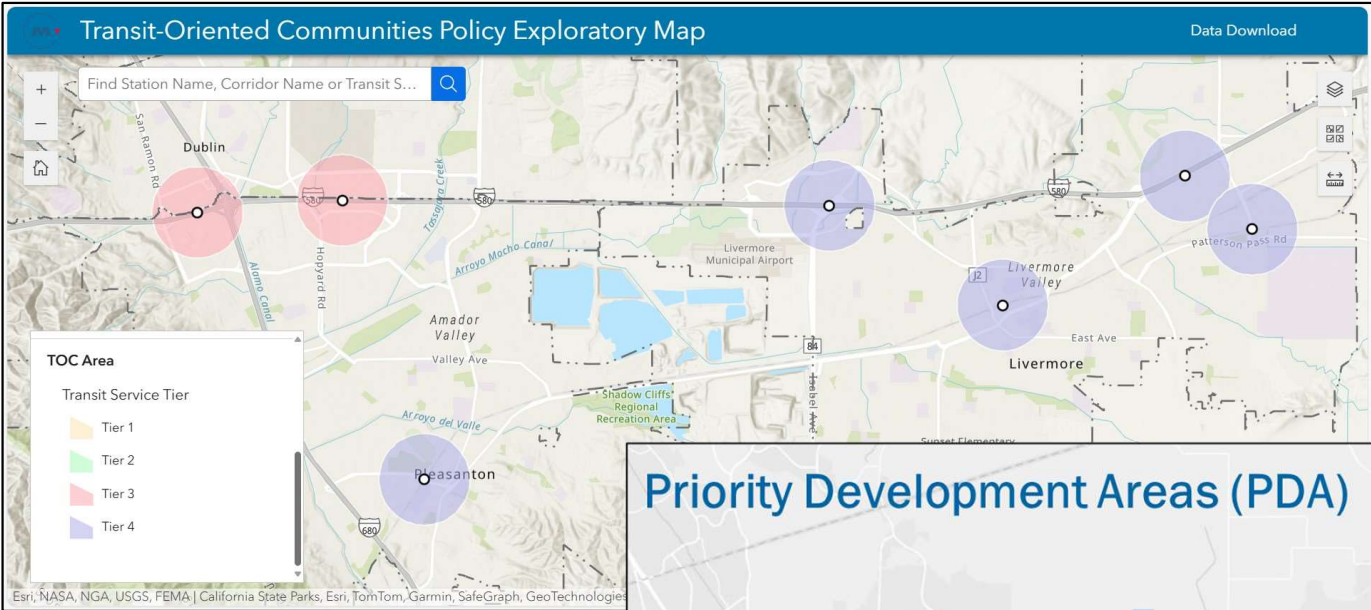 Transit-Oriented Communities Policy Exploratory Map
Data Download
Find Station Name, Corridor Name or Transit S...
+
−
San Ramon Rd
Dublin
580
580
580
Tassajara Creek
Hopyard Rd
Alamo Canal
Arroyo Mocho Canal
Livermore
Municipal Airport
Patterson Pass Rd
J2
Livermore
Valley
Amador
Valley
Valley Ave
84
Isabel Ave
East Ave
Livermore
Shadow Cliffs
Regional
Recreation Area
Arroyo del Valle
Pleasanton
680
Sunset Elementary
TOC Area
Transit Service Tier
Tier 1
Tier 2
Tier 3
Tier 4
Priority Development Areas (PDA)
Esri, NASA, NGA, USGS, FEMA | California State Parks, Esri, TomTom, Garmin, SafeGraph, GeoTechnologies